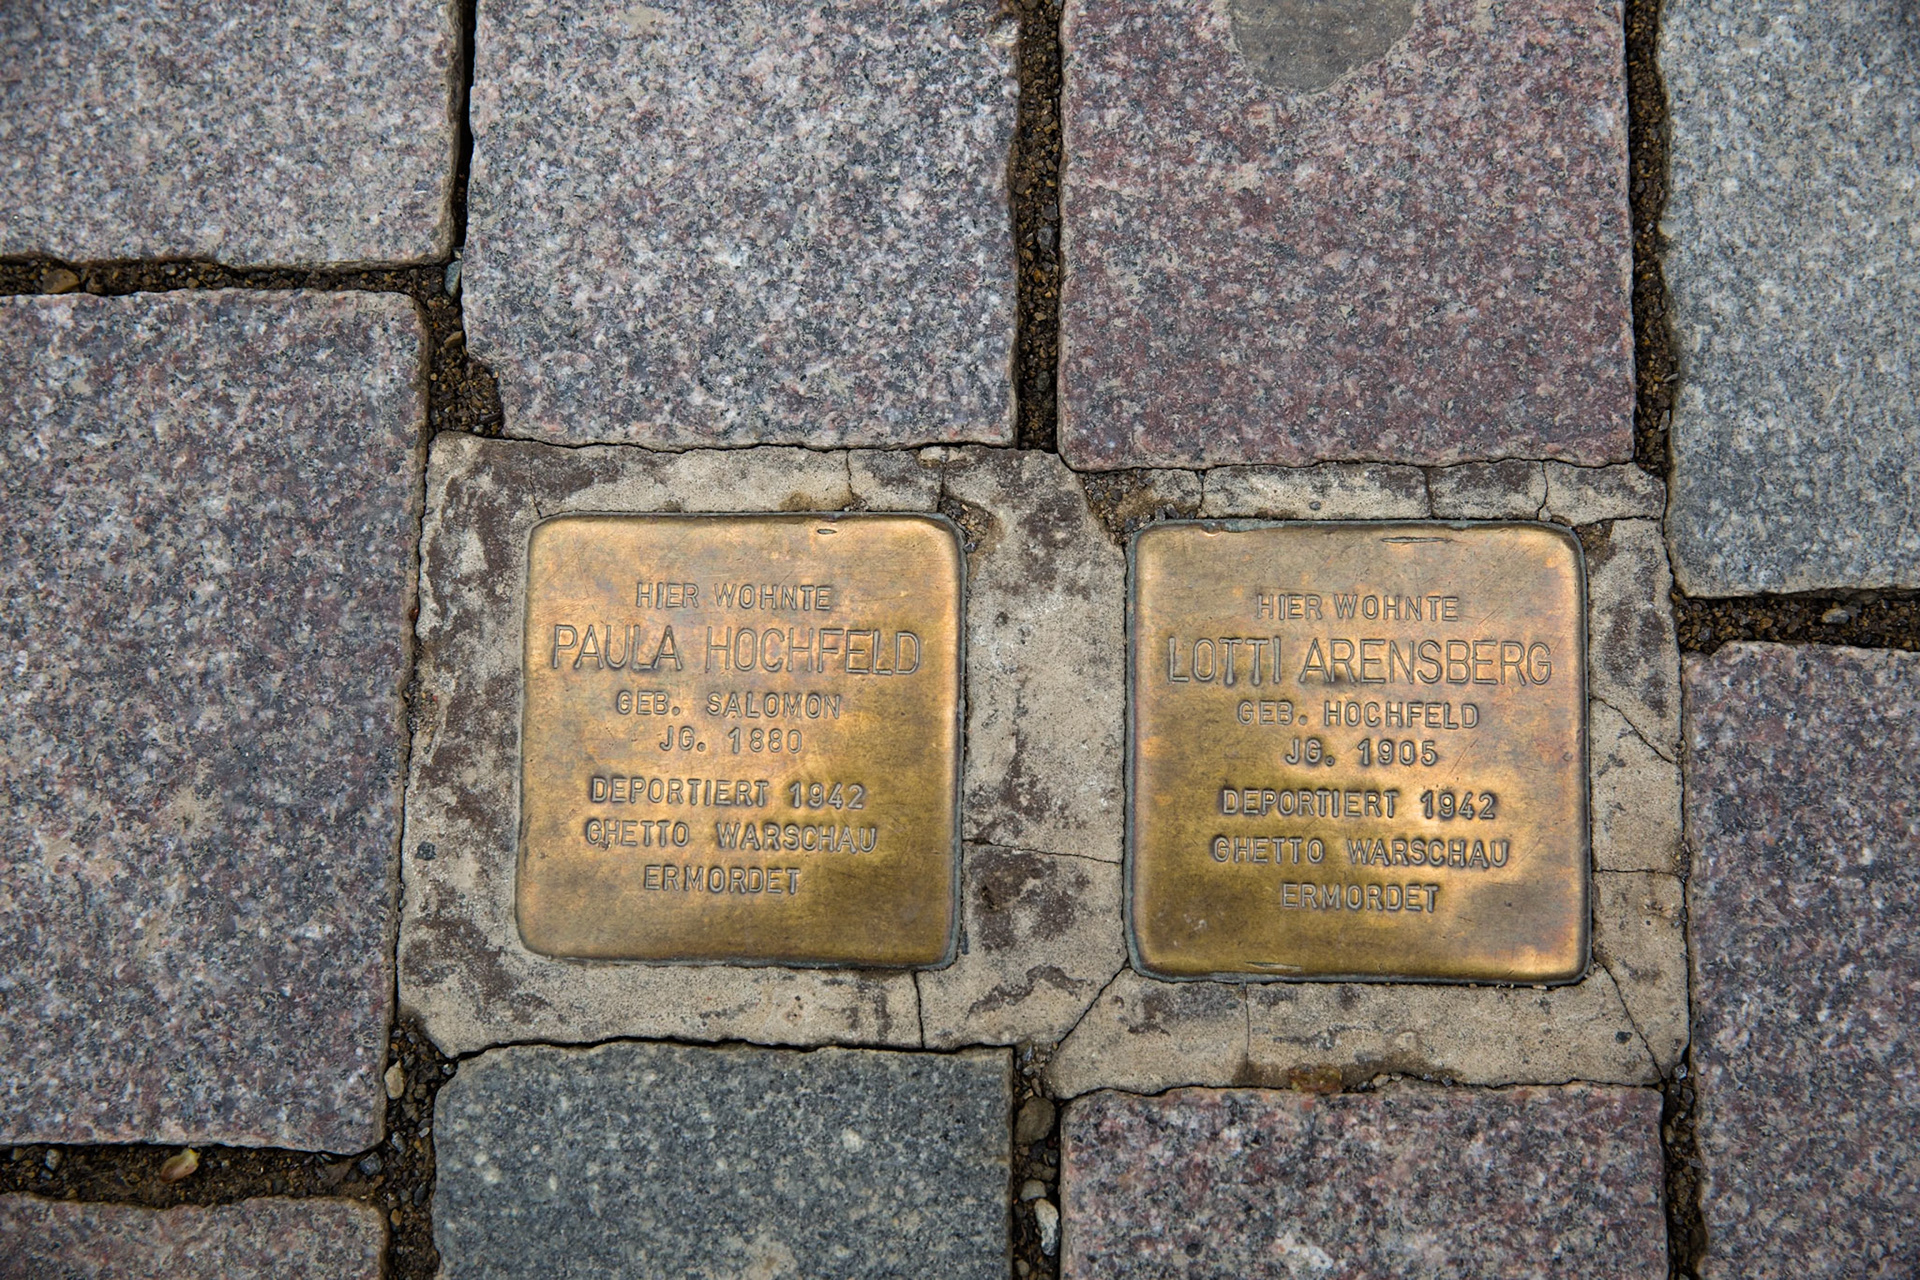 HIER WOHNTE
PAULA HOCHFELD
GEB. SALOMON
JG. 1880
DEPORTIERT 1942
GHETTO WARSCHAU
ERMORDET
HIER WOHNTE
LOTTI ARENSBERG
GEB. HOCHFELD
JG. 1905
DEPORTIERT 1942
GHETTO WARSCHAU
ERMORDET